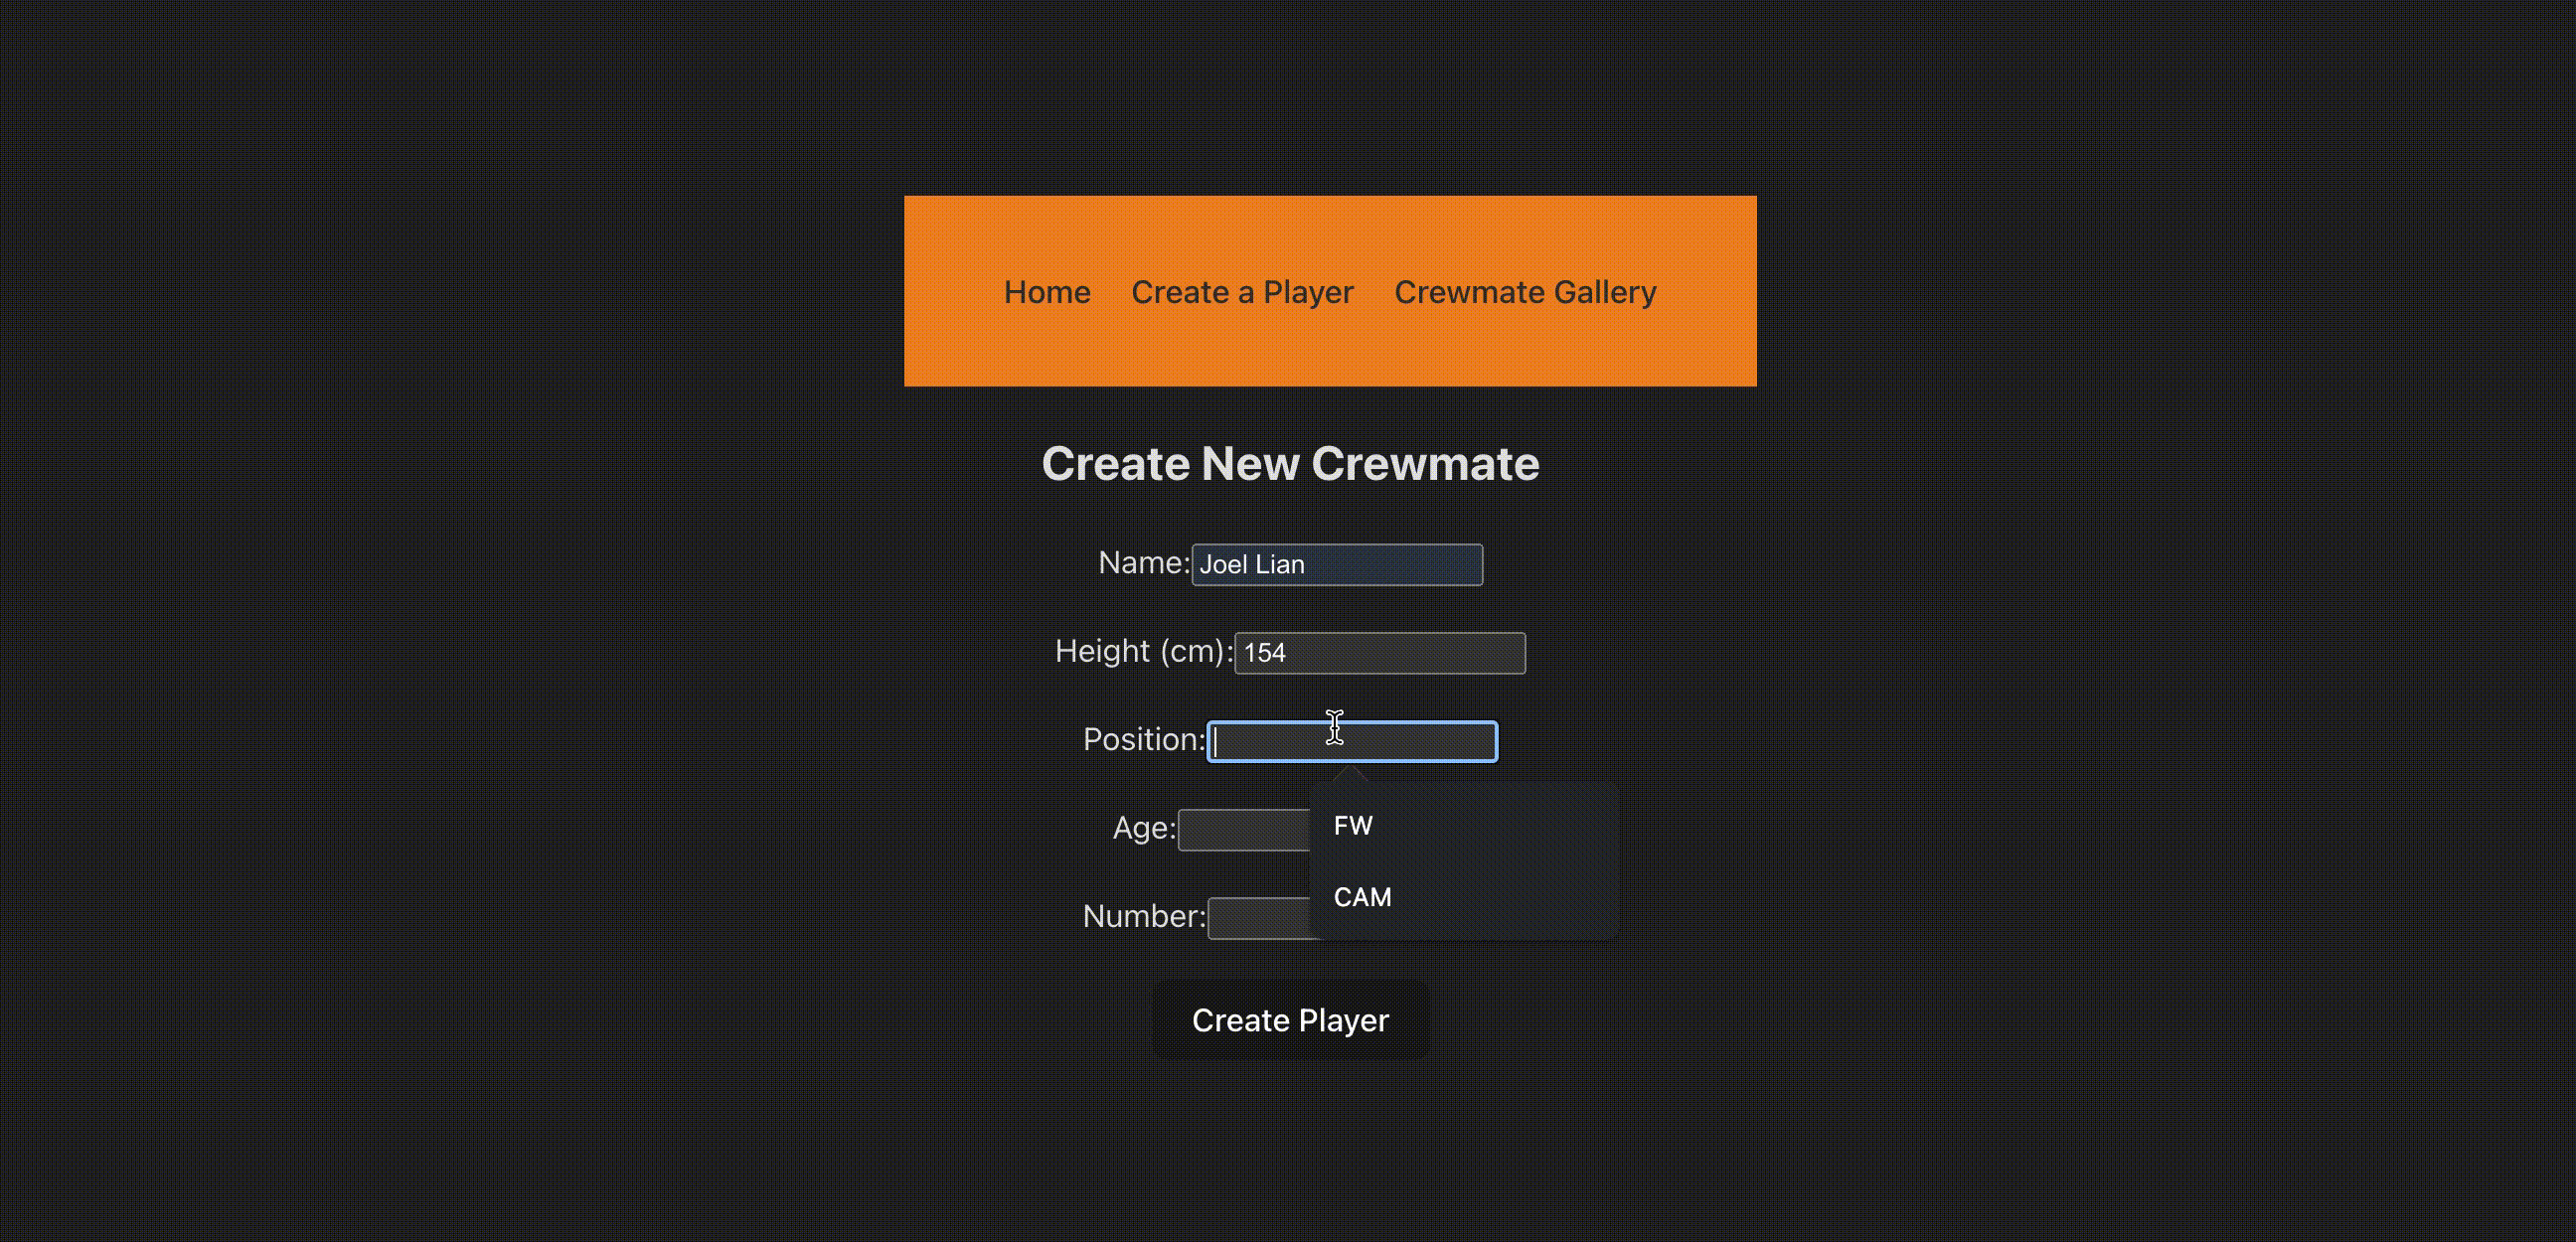 Home Create a Player Crewmate Gallery
Create New Crewmate
Name: Joel Lian
Height (cm): 154
Position:
Age:
FW
CAM
Number:
Create Player